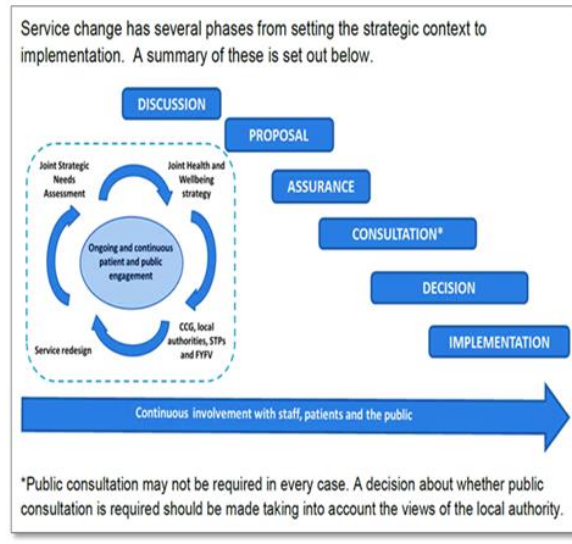 Service change has several phases from setting the strategic context to
implementation.  A summary of these is set out below.
DISCUSSION
PROPOSAL
ASSURANCE
CONSULTATION*
DECISION
IMPLEMENTATION
Joint Strategic
Needs
Assessment
Joint Health and
Wellbeing
strategy
Ongoing and continuous
patient and public
engagement
Service redesign
CCG, local
authorities, STPs
and FYFV
Continuous involvement with staff, patients and the public
*Public consultation may not be required in every case. A decision about whether public
consultation is required should be made taking into account the views of the local authority.